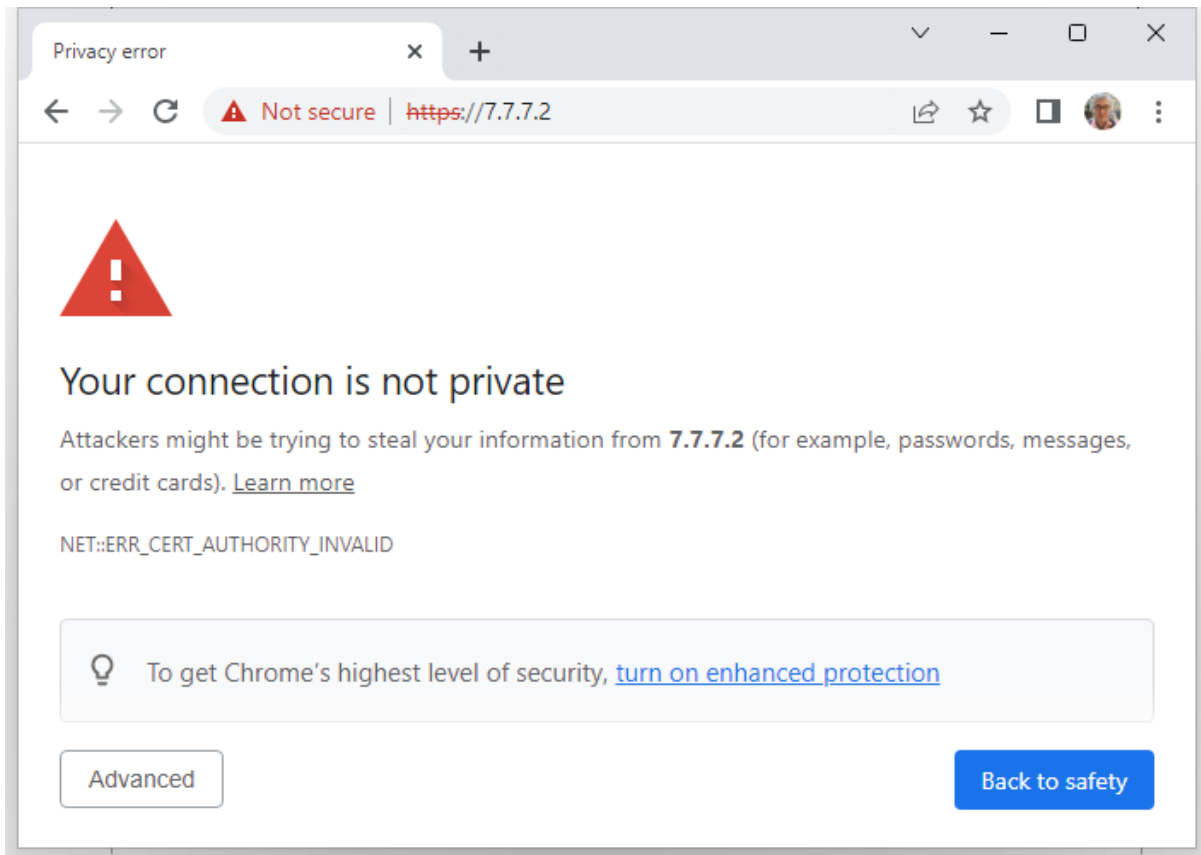 Privacy error
Not secure https://7.7.7.2
Your connection is not private
Attackers might be trying to steal your information from 7.7.7.2 (for example, passwords, messages,
or credit cards). Learn more
NET::ERR_CERT_AUTHORITY_INVALID
To get Chrome’s highest level of security, turn on enhanced protection
Advanced
Back to safety